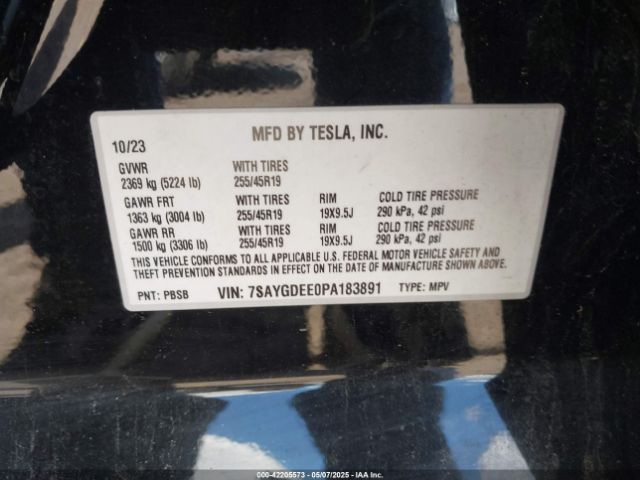 MFD BY TESLA, INC.
10/23
GVWR WITH TIRES
2369 kg (5224 lb) 255/45R19
GAWR FRT WITH TIRES RIM COLD TIRE PRESSURE
1363 kg (3004 lb) 255/45R19 19X9.5J 290 kPa, 42 psi
GAWR RR WITH TIRES RIM COLD TIRE PRESSURE
1500 kg (3306 lb) 255/45R19 19X9.5J 290 kPa, 42 psi
THIS VEHICLE CONFORMS TO ALL APPLICABLE U.S. FEDERAL MOTOR VEHICLE SAFETY AND
THEFT PREVENTION STANDARDS IN EFFECT ON THE DATE OF MANUFACTURE SHOWN ABOVE.
PNT: PBSB VIN: 7SAYGDEE0PA183891 TYPE: MPV
000-42205573 - 05/07/2025 - IAA Inc.